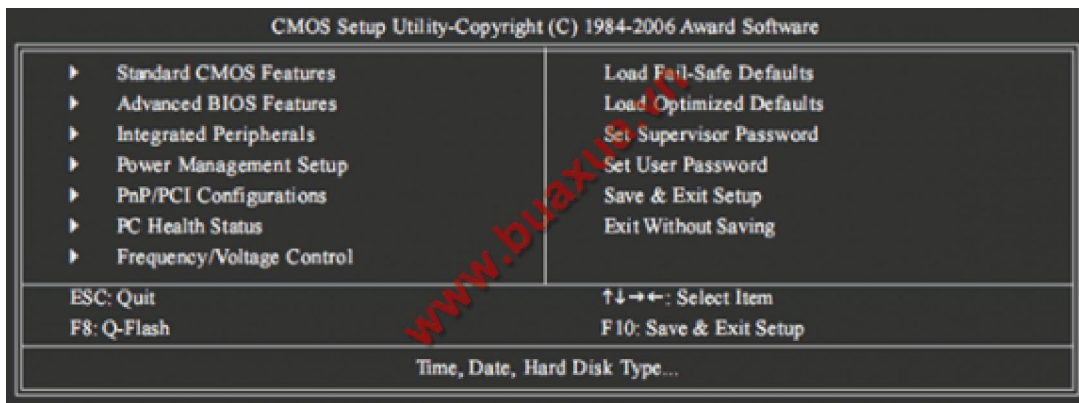 CMOS Setup Utility-Copyright (C) 1984-2006 Award Software
Standard CMOS Features
Advanced BIOS Features
Integrated Peripherals
Power Management Setup
PnP/PCI Configurations
PC Health Status
Frequency/Voltage Control
Load Fail-Safe Defaults
Load Optimized Defaults
Set Supervisor Password
Set User Password
Save & Exit Setup
Exit Without Saving
ESC: Quit
F8: Q-Flash
↑↓→←: Select Item
F10: Save & Exit Setup
Time, Date, Hard Disk Type...
www.buaxua.vn